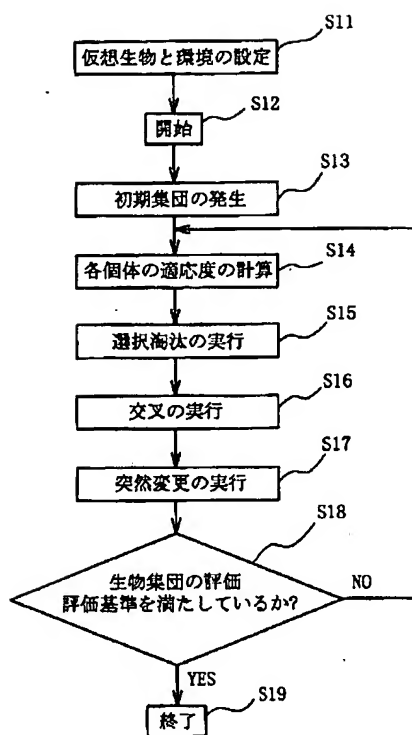 S11
仮想生物と環境の設定
S12
開始
S13
初期集団の発生
S14
各個体の適応度の計算
S15
選択淘汰の実行
S16
交叉の実行
S17
突然変更の実行
S18
生物集団の評価
評価基準を満たしているか?
NO
YES
S19
終了